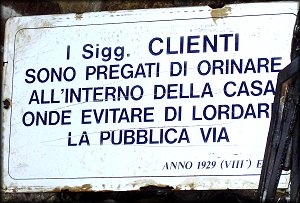 I Sigg. CLIENTI
SONO PREGATI DI ORINARE
ALL'INTERNO DELLA CASA
ONDE EVITARE DI LORDARE
LA PUBBLICA VIA
ANNO 1929 (VIII°) E